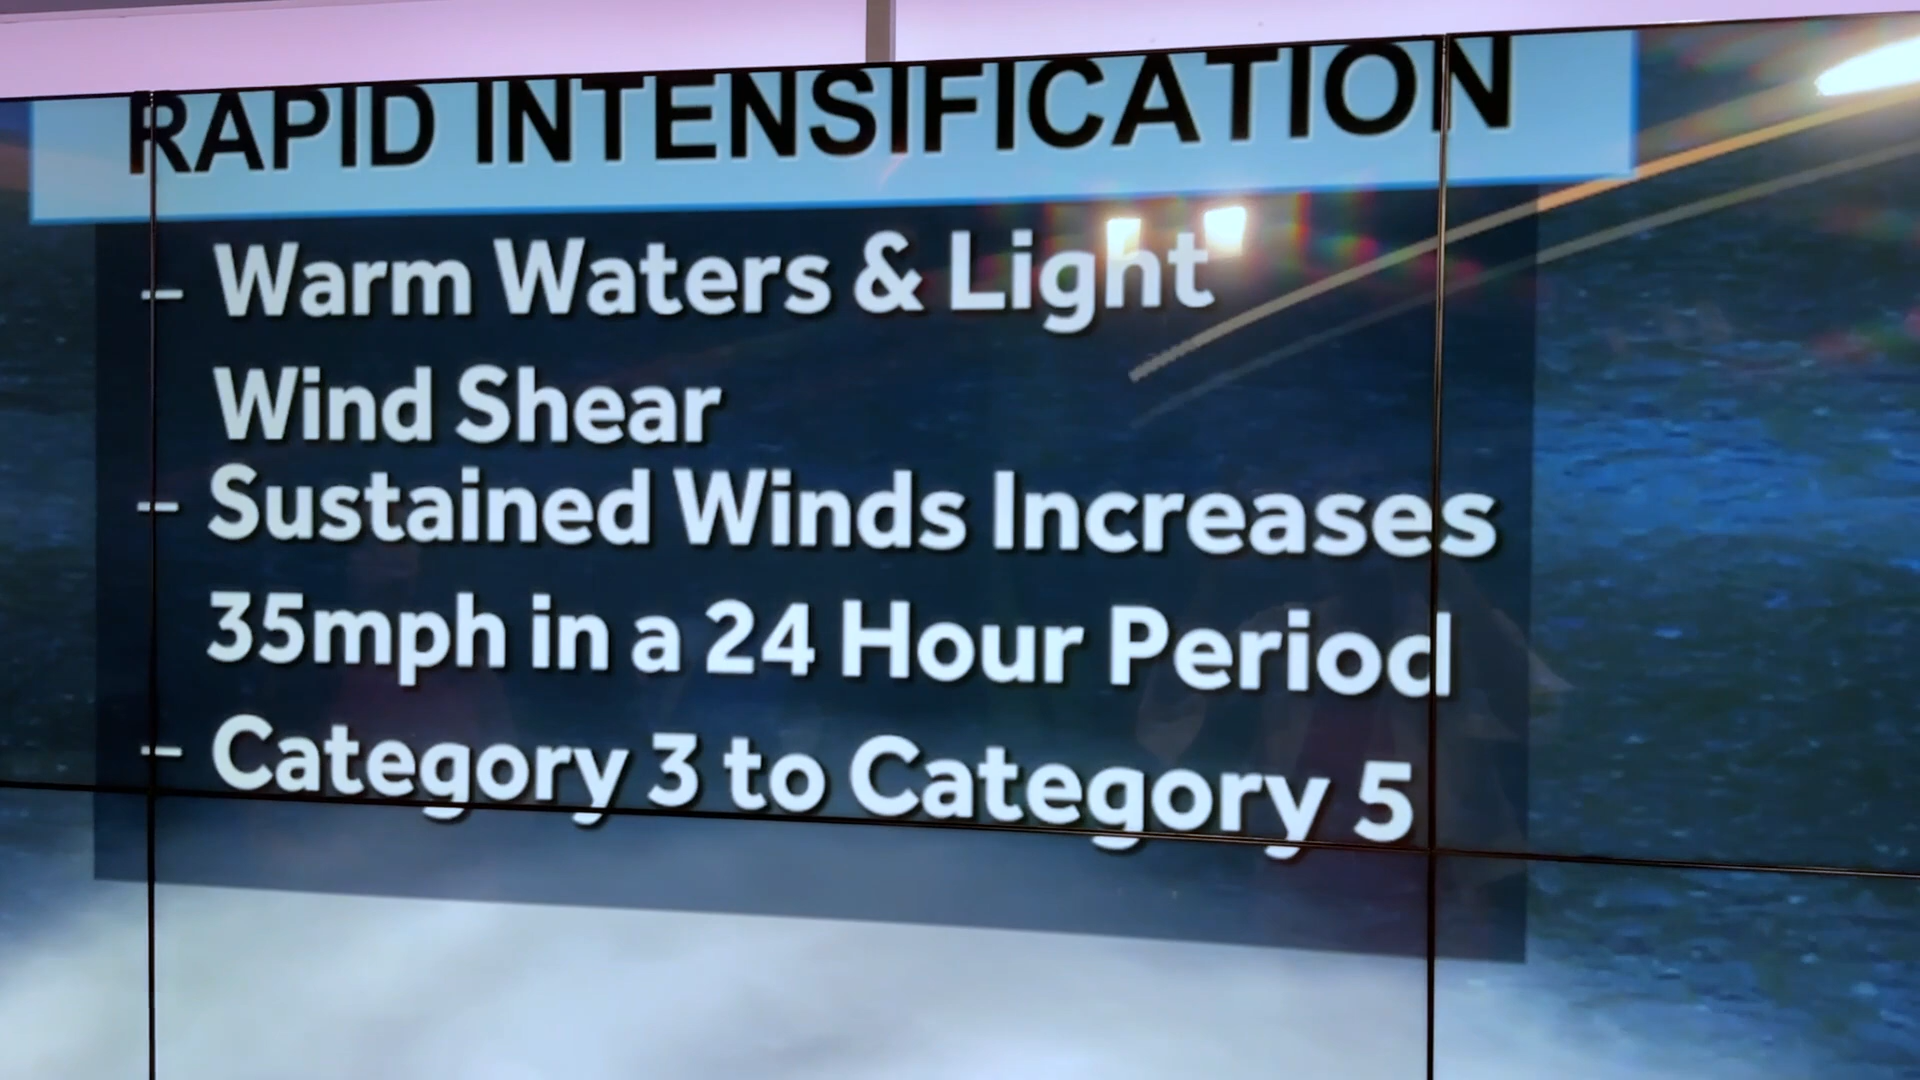 RAPID INTENSIFICATION
– Warm Waters & Light
Wind Shear
– Sustained Winds Increases
35mph in a 24 Hour Period
– Category 3 to Category 5